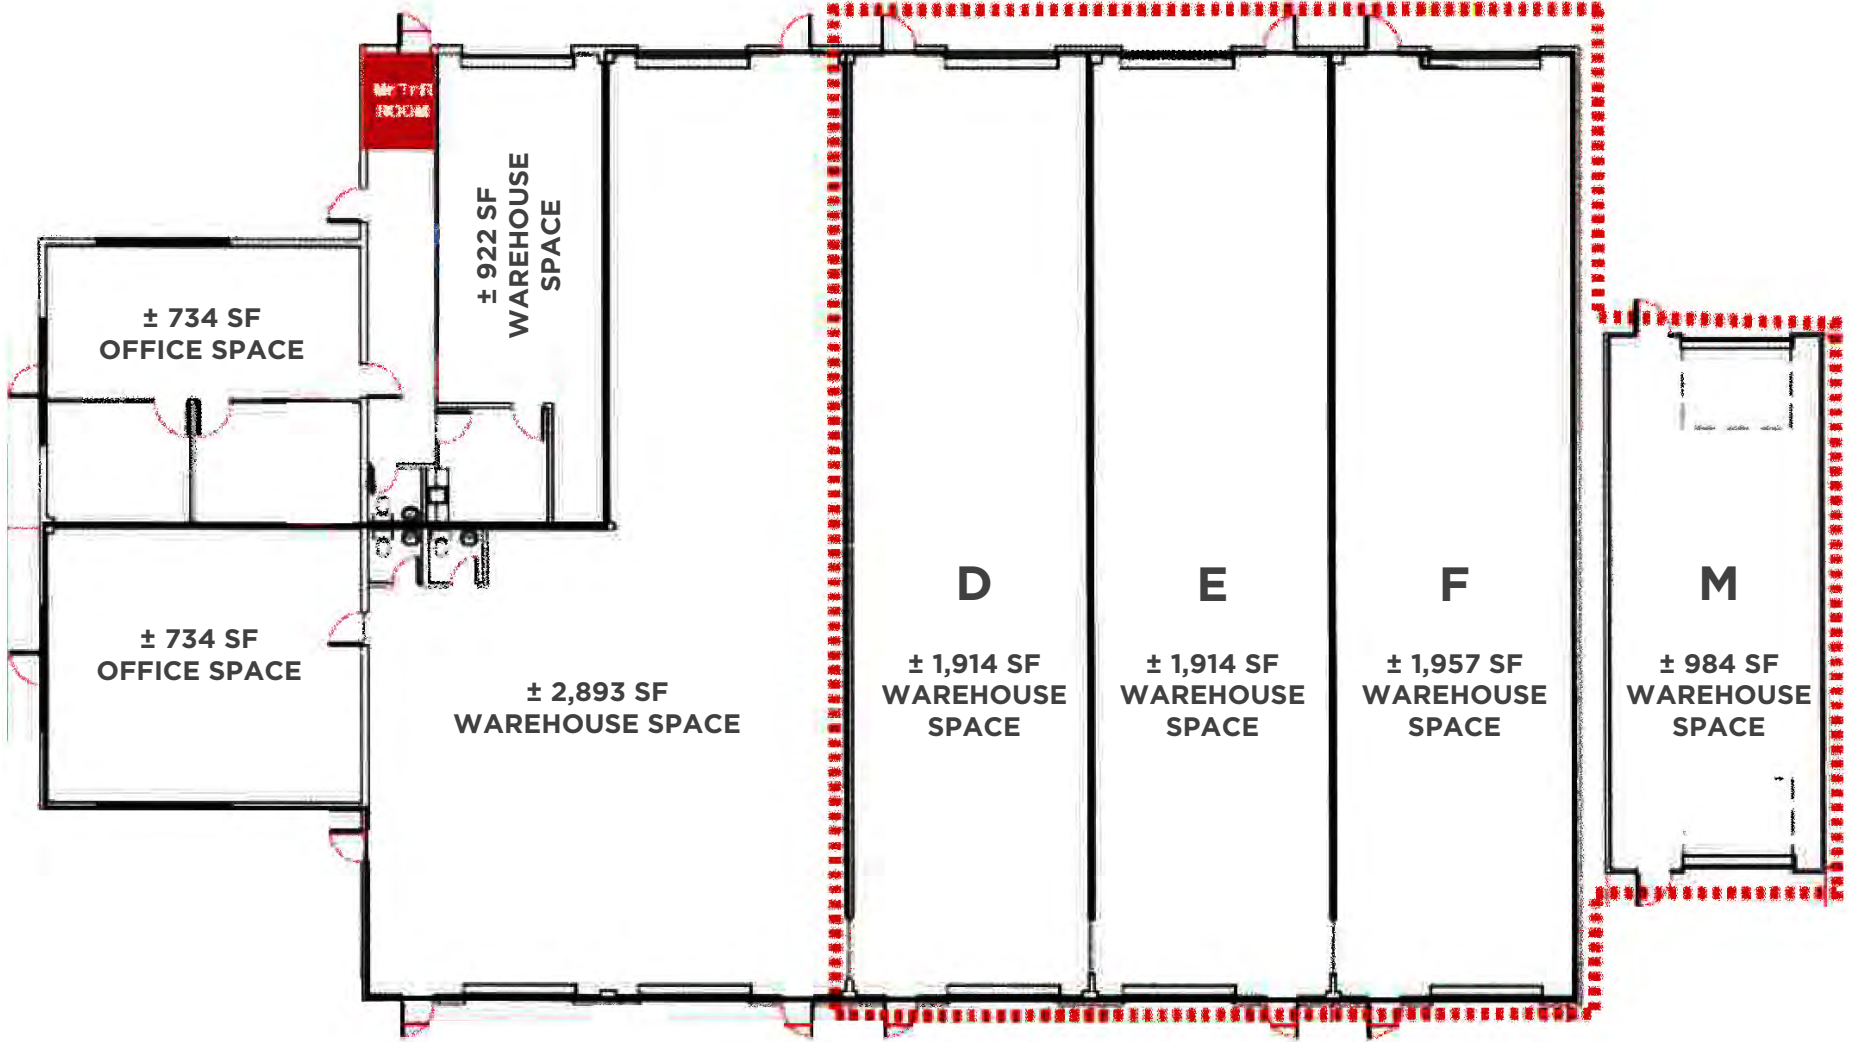 ROOM
± 922 SF
WAREHOUSE
SPACE
± 734 SF
OFFICE SPACE
± 734 SF
OFFICE SPACE
± 2,893 SF
WAREHOUSE SPACE
D
± 1,914 SF
WAREHOUSE
SPACE
E
± 1,914 SF
WAREHOUSE
SPACE
F
± 1,957 SF
WAREHOUSE
SPACE
M
± 984 SF
WAREHOUSE
SPACE